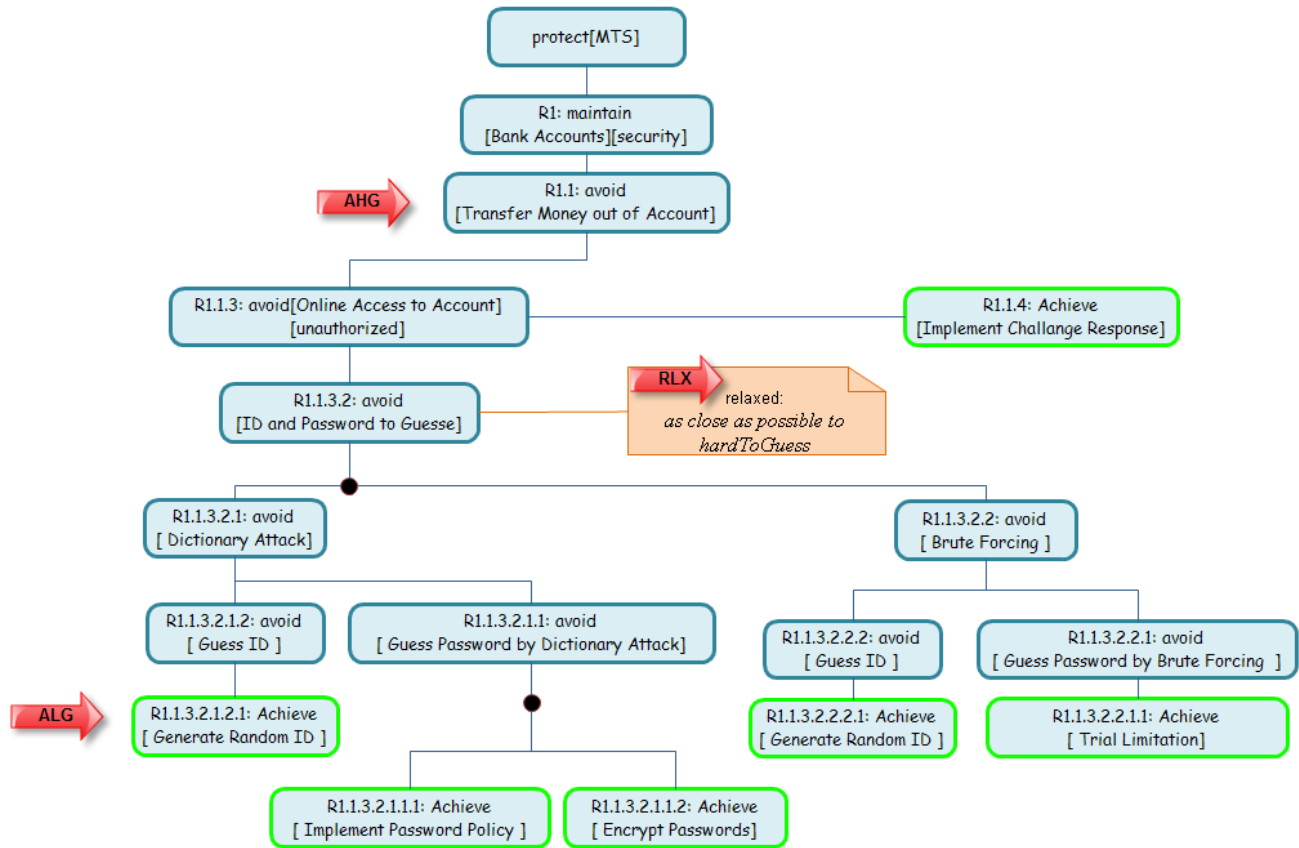 protect[MTS]
R1: maintain
[Bank Accounts][security]
AHG
R1.1: avoid
[Transfer Money out of Account]
R1.1.3: avoid[Online Access to Account]
[unauthorized]
R1.1.4: Achieve
[Implement Challange Response]
R1.1.3.2: avoid
[ID and Password to Guesse]
RLX
relaxed:
as close as possible to
hardToGuess
R1.1.3.2.1: avoid
[ Dictionary Attack]
R1.1.3.2.2: avoid
[ Brute Forcing ]
R1.1.3.2.1.2: avoid
[ Guess ID ]
R1.1.3.2.1.1: avoid
[ Guess Password by Dictionary Attack]
R1.1.3.2.2.2: avoid
[ Guess ID ]
R1.1.3.2.2.1: avoid
[ Guess Password by Brute Forcing  ]
ALG
R1.1.3.2.1.2.1: Achieve
[ Generate Random ID ]
R1.1.3.2.2.2.1: Achieve
[ Generate Random ID ]
R1.1.3.2.2.1.1: Achieve
[ Trial Limitation]
R1.1.3.2.1.1.1: Achieve
[ Implement Password Policy ]
R1.1.3.2.1.1.2: Achieve
[ Encrypt Passwords]